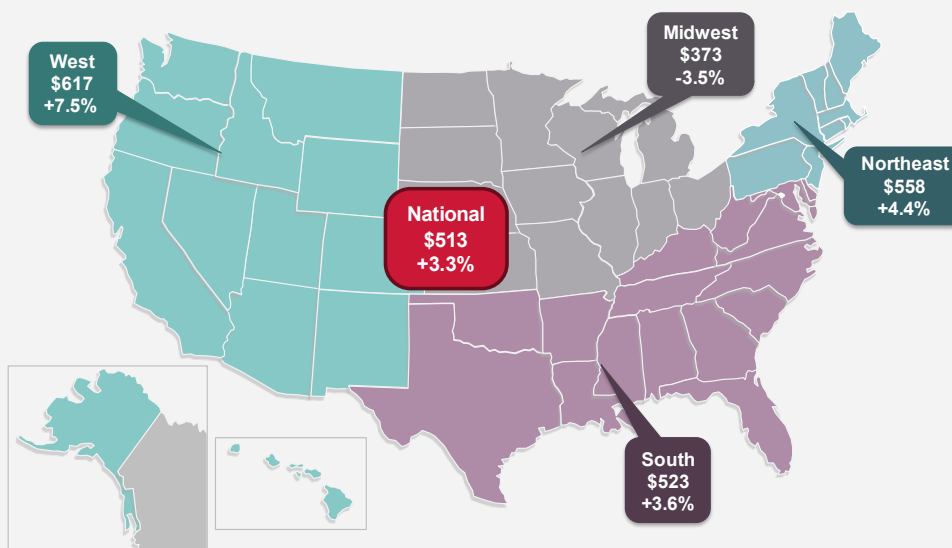 West
$617
+7.5%
Midwest
$373
-3.5%
Northeast
$558
+4.4%
National
$513
+3.3%
South
$523
+3.6%